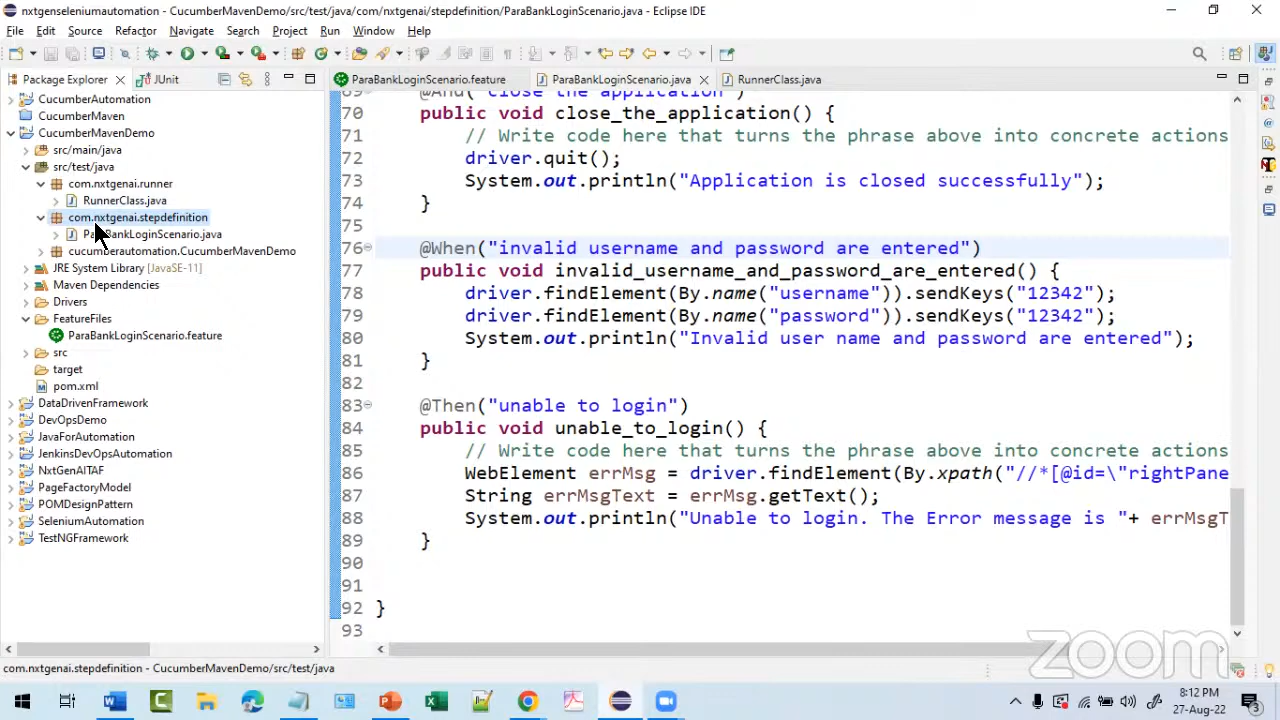 nxtgenseleniumautomation - CucumberMavenDemo/src/test/java/com/nxtgenai/stepdefinition/ParaBankLoginScenario.java - Eclipse IDE
File Edit Source Refactor Navigate Search Project Run Window Help
Package Explorer JUnit
ParaBankLoginScenario.feature ParaBankLoginScenario.java RunnerClass.java
CucumberAutomation
CucumberMaven
CucumberMavenDemo
src/main/java
src/test/java
com.nxtgenai.runner
RunnerClass.java
com.nxtgenai.stepdefinition
ParaBankLoginScenario.java
cucumberautomation.CucumberMavenDemo
JRE System Library [JavaSE-11]
Maven Dependencies
Drivers
FeatureFiles
ParaBankLoginScenario.feature
src
target
pom.xml
DataDrivenFramework
DevOpsDemo
JavaForAutomation
JenkinsDevOpsAutomation
NxtGenAITAF
PageFactoryModel
POMDesignPattern
SeleniumAutomation
TestNGFramework
69 @And("close the application")
70 public void close_the_application() {
71 // Write code here that turns the phrase above into concrete actions
72 driver.quit();
73 System.out.println("Application is closed successfully");
74 }
75
76 @When("invalid username and password are entered")
77 public void invalid_username_and_password_are_entered() {
78 driver.findElement(By.name("username")).sendKeys("12342");
79 driver.findElement(By.name("password")).sendKeys("12342");
80 System.out.println("Invalid user name and password are entered");
81 }
82
83 @Then("unable to login")
84 public void unable_to_login() {
85 // Write code here that turns the phrase above into concrete actions
86 WebElement errMsg = driver.findElement(By.xpath("//*[@id=\"rightPane
87 String errMsgText = errMsg.getText();
88 System.out.println("Unable to login. The Error message is "+ errMsgT
89 }
90
91
92 }
93
zoom
com.nxtgenai.stepdefinition - CucumberMavenDemo/src/test/java
8:12 PM
27-Aug-22
3